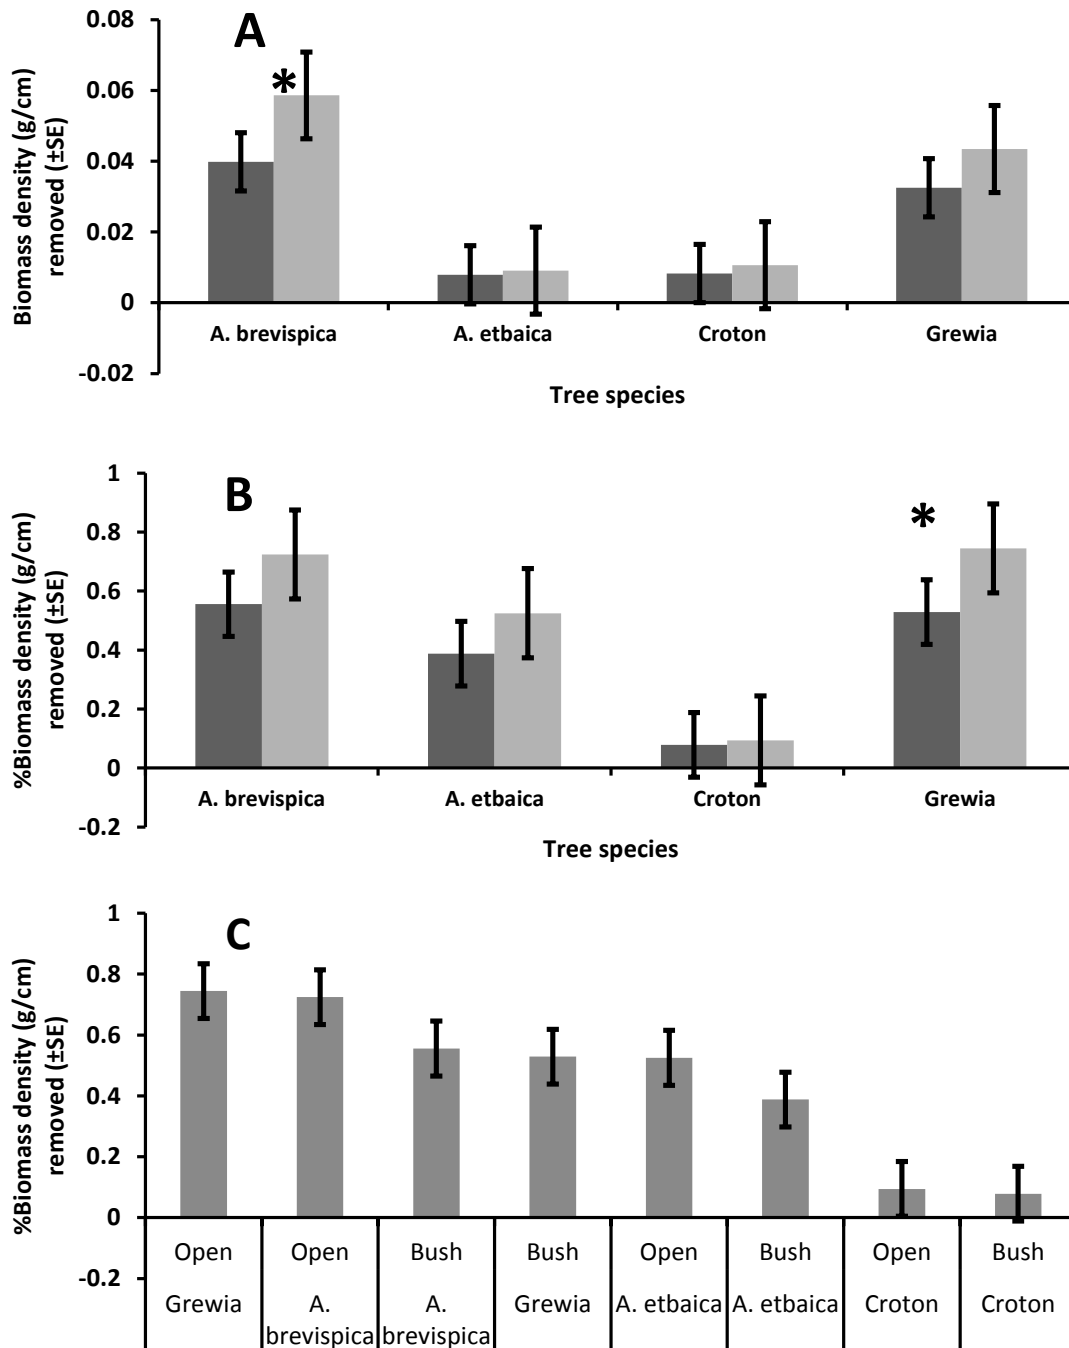 A
*
Biomass density (g/cm)
removed (±SE)
0.08
0.06
0.04
0.02
0
-0.02
A. brevispica A. etbaica Croton Grewia
Tree species
B
*
%Biomass density (g/cm)
removed (±SE)
1
0.8
0.6
0.4
0.2
0
-0.2
A. brevispica A. etbaica Croton Grewia
Tree species
C
%Biomass density (g/cm)
removed (±SE)
1
0.8
0.6
0.4
0.2
0
-0.2
Open Open Bush Bush Open Bush Open Bush
Grewia A. A. Grewia A. etbaica A. etbaica Croton Croton
brevispica brevispica